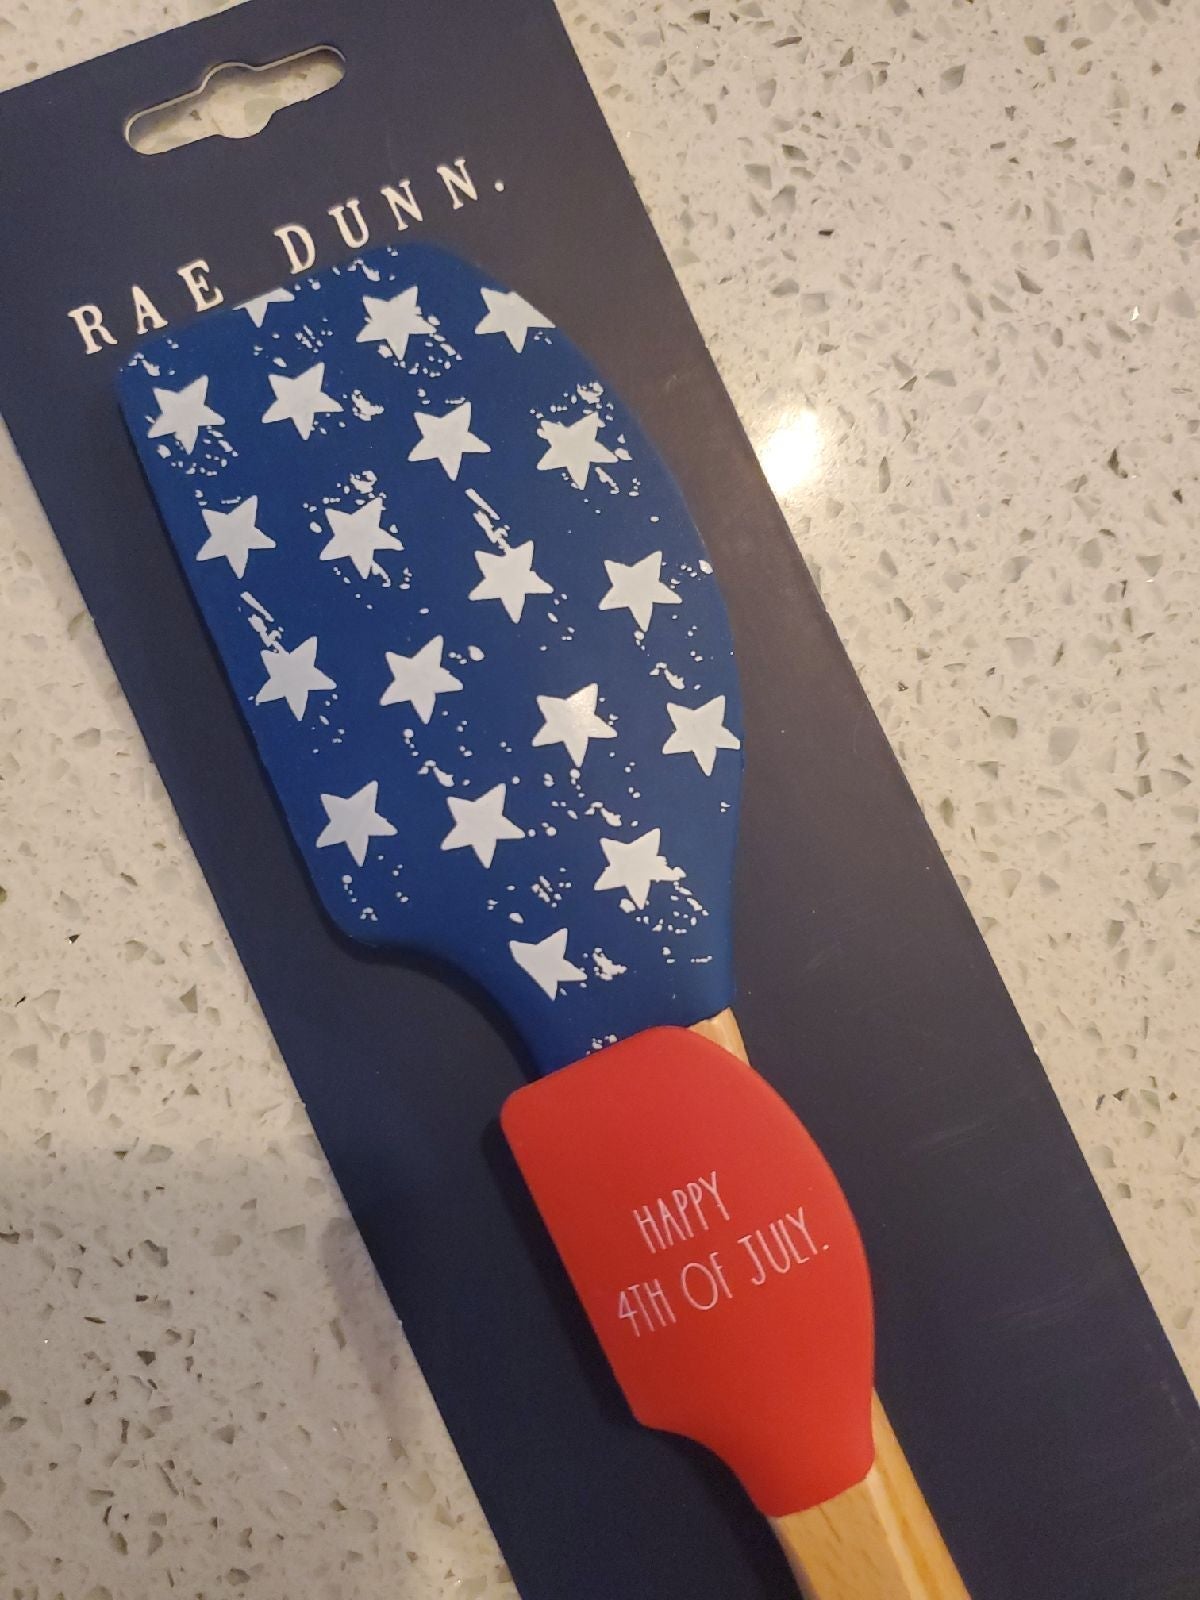 RAE DUNN.
HAPPY
4TH OF JULY.